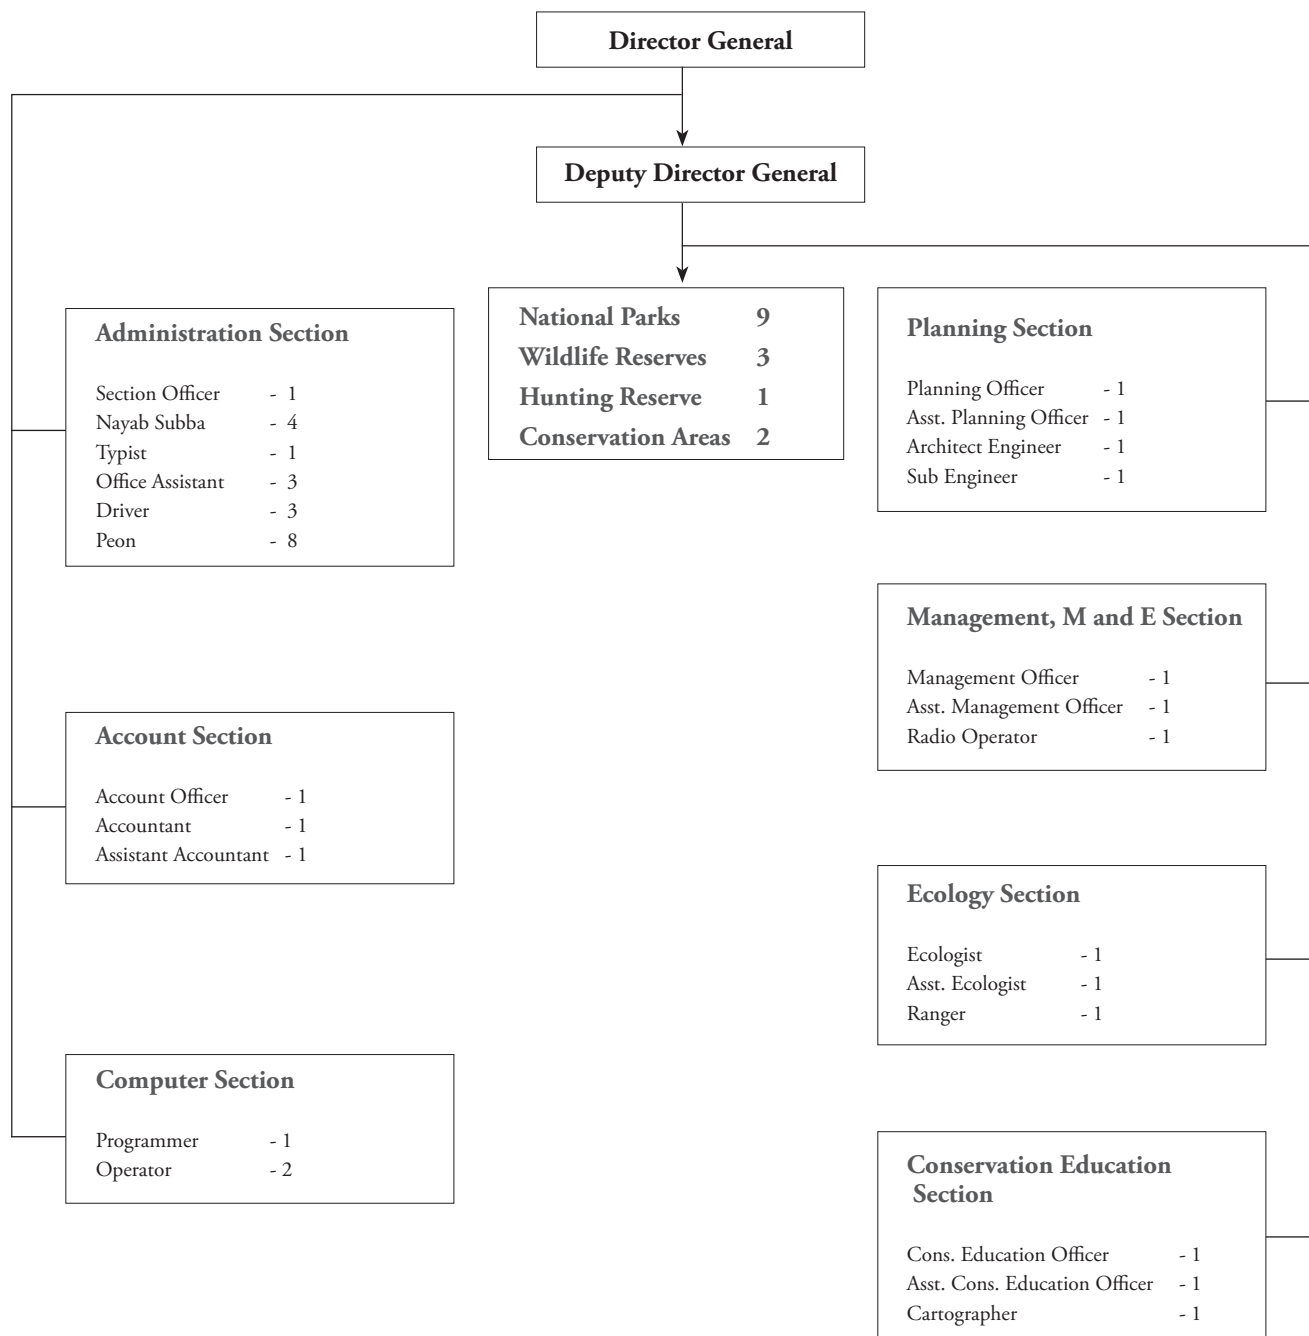 Director General
Deputy Director General
National Parks 9
Wildlife Reserves 3
Hunting Reserve 1
Conservation Areas 2
Administration Section
Section Officer - 1
Nayab Subba - 4
Typist - 1
Office Assistant - 3
Driver - 3
Peon - 8
Account Section
Account Officer - 1
Accountant - 1
Assistant Accountant - 1
Computer Section
Programmer - 1
Operator - 2
Planning Section
Planning Officer - 1
Asst. Planning Officer - 1
Architect Engineer - 1
Sub Engineer - 1
Management, M and E Section
Management Officer - 1
Asst. Management Officer - 1
Radio Operator - 1
Ecology Section
Ecologist - 1
Asst. Ecologist - 1
Ranger - 1
Conservation Education
Section
Cons. Education Officer - 1
Asst. Cons. Education Officer - 1
Cartographer - 1